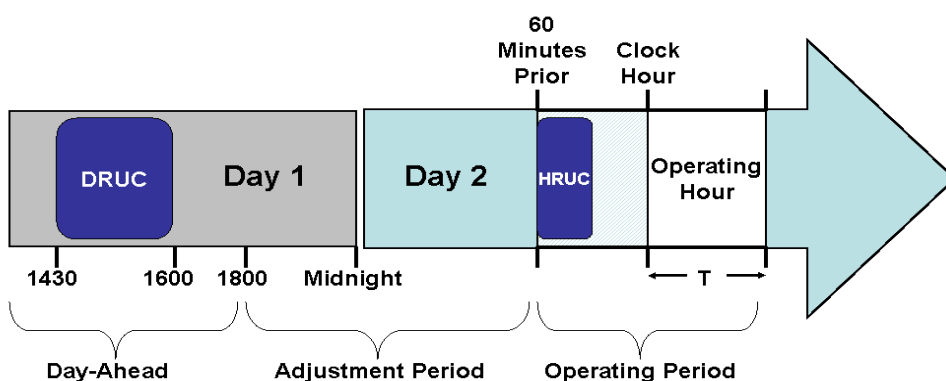 60
Minutes
Prior
Clock
Hour
DRUC
Day 1
Day 2
HRUC
Operating
Hour
1430
1600
1800
Midnight
T
Day-Ahead
Adjustment Period
Operating Period